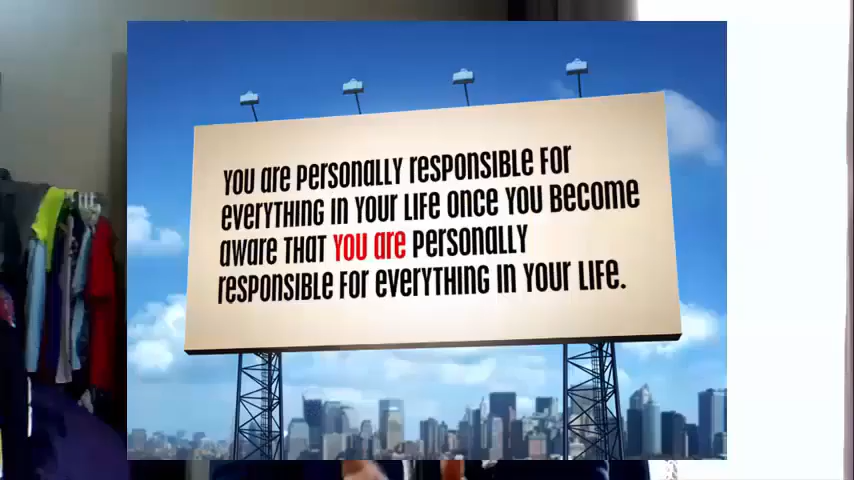 YOU are PERSONALLY RESPONSIBLE FOR
EVERYTHING IN YOUR LIFE ONCE YOU BECOME
aware THAT YOU are PERSONALLY
RESPONSIBLE FOR EVERYTHING IN YOUR LIFE.